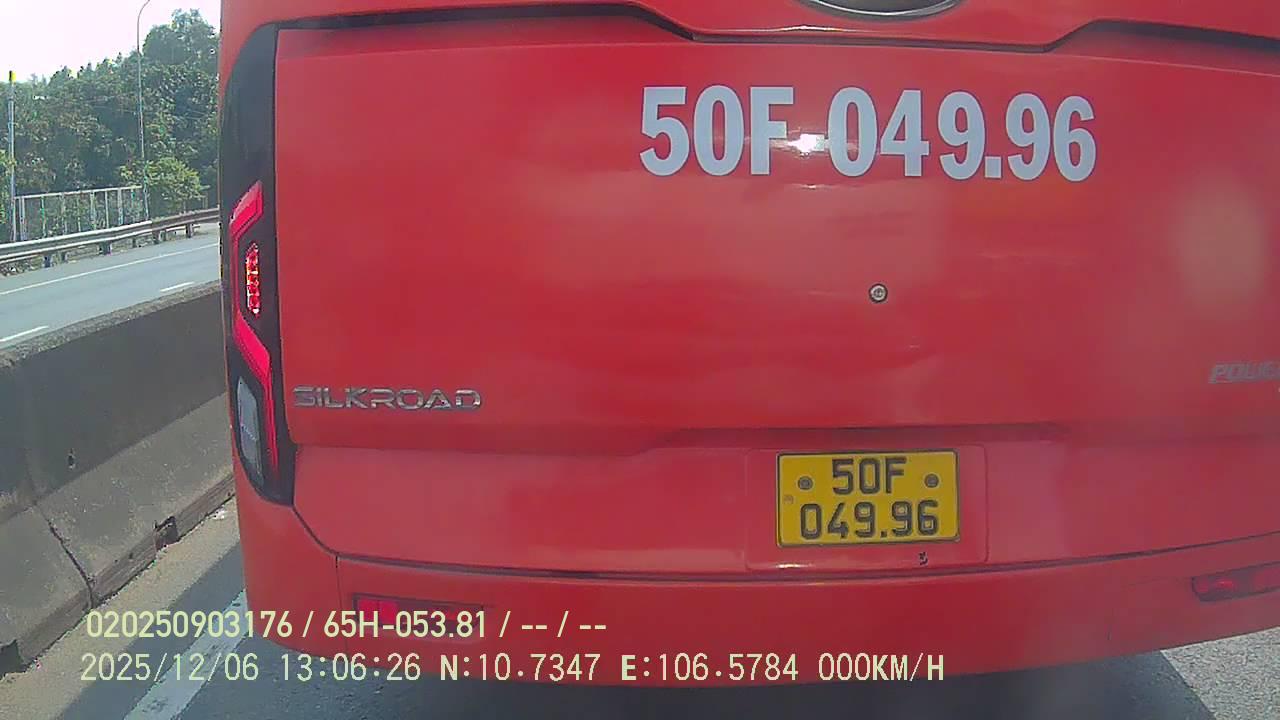 50F-049.96
SILKROAD
50F
049.96
020250903176 / 65H-053.81 / -- / --
2025/12/06 13:06:26 N:10.7347 E:106.5784 000KM/H